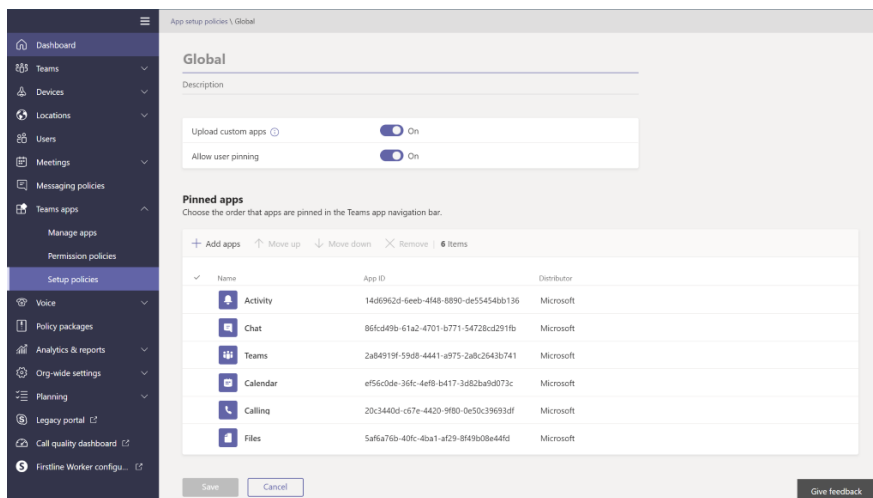 App setup policies \ Global
Dashboard
Teams
Devices
Locations
Users
Meetings
Messaging policies
Teams apps
Manage apps
Permission policies
Setup policies
Voice
Policy packages
Analytics & reports
Org-wide settings
Planning
Legacy portal
Call quality dashboard
Firstline Worker configu...
Global
Description
Upload custom apps On
Allow user pinning On
Pinned apps
Choose the order that apps are pinned in the Teams app navigation bar.
Add apps Move up Move down Remove | 6 Items
Name App ID Distributor
Activity 14d6962d-6eeb-4f48-8890-de55454bb136 Microsoft
Chat 86fcd49b-61a2-4701-b771-54728cd291fb Microsoft
Teams 2a84919f-59d8-4441-a975-2a8c2643b741 Microsoft
Calendar ef56c0de-36fc-4ef8-b417-3d82ba9d073c Microsoft
Calling 20c3440d-c67e-4420-9f80-0e50c39693df Microsoft
Files 5af6a76b-40fc-4ba1-af29-8f49b08e44fd Microsoft
Save Cancel
Give feedback